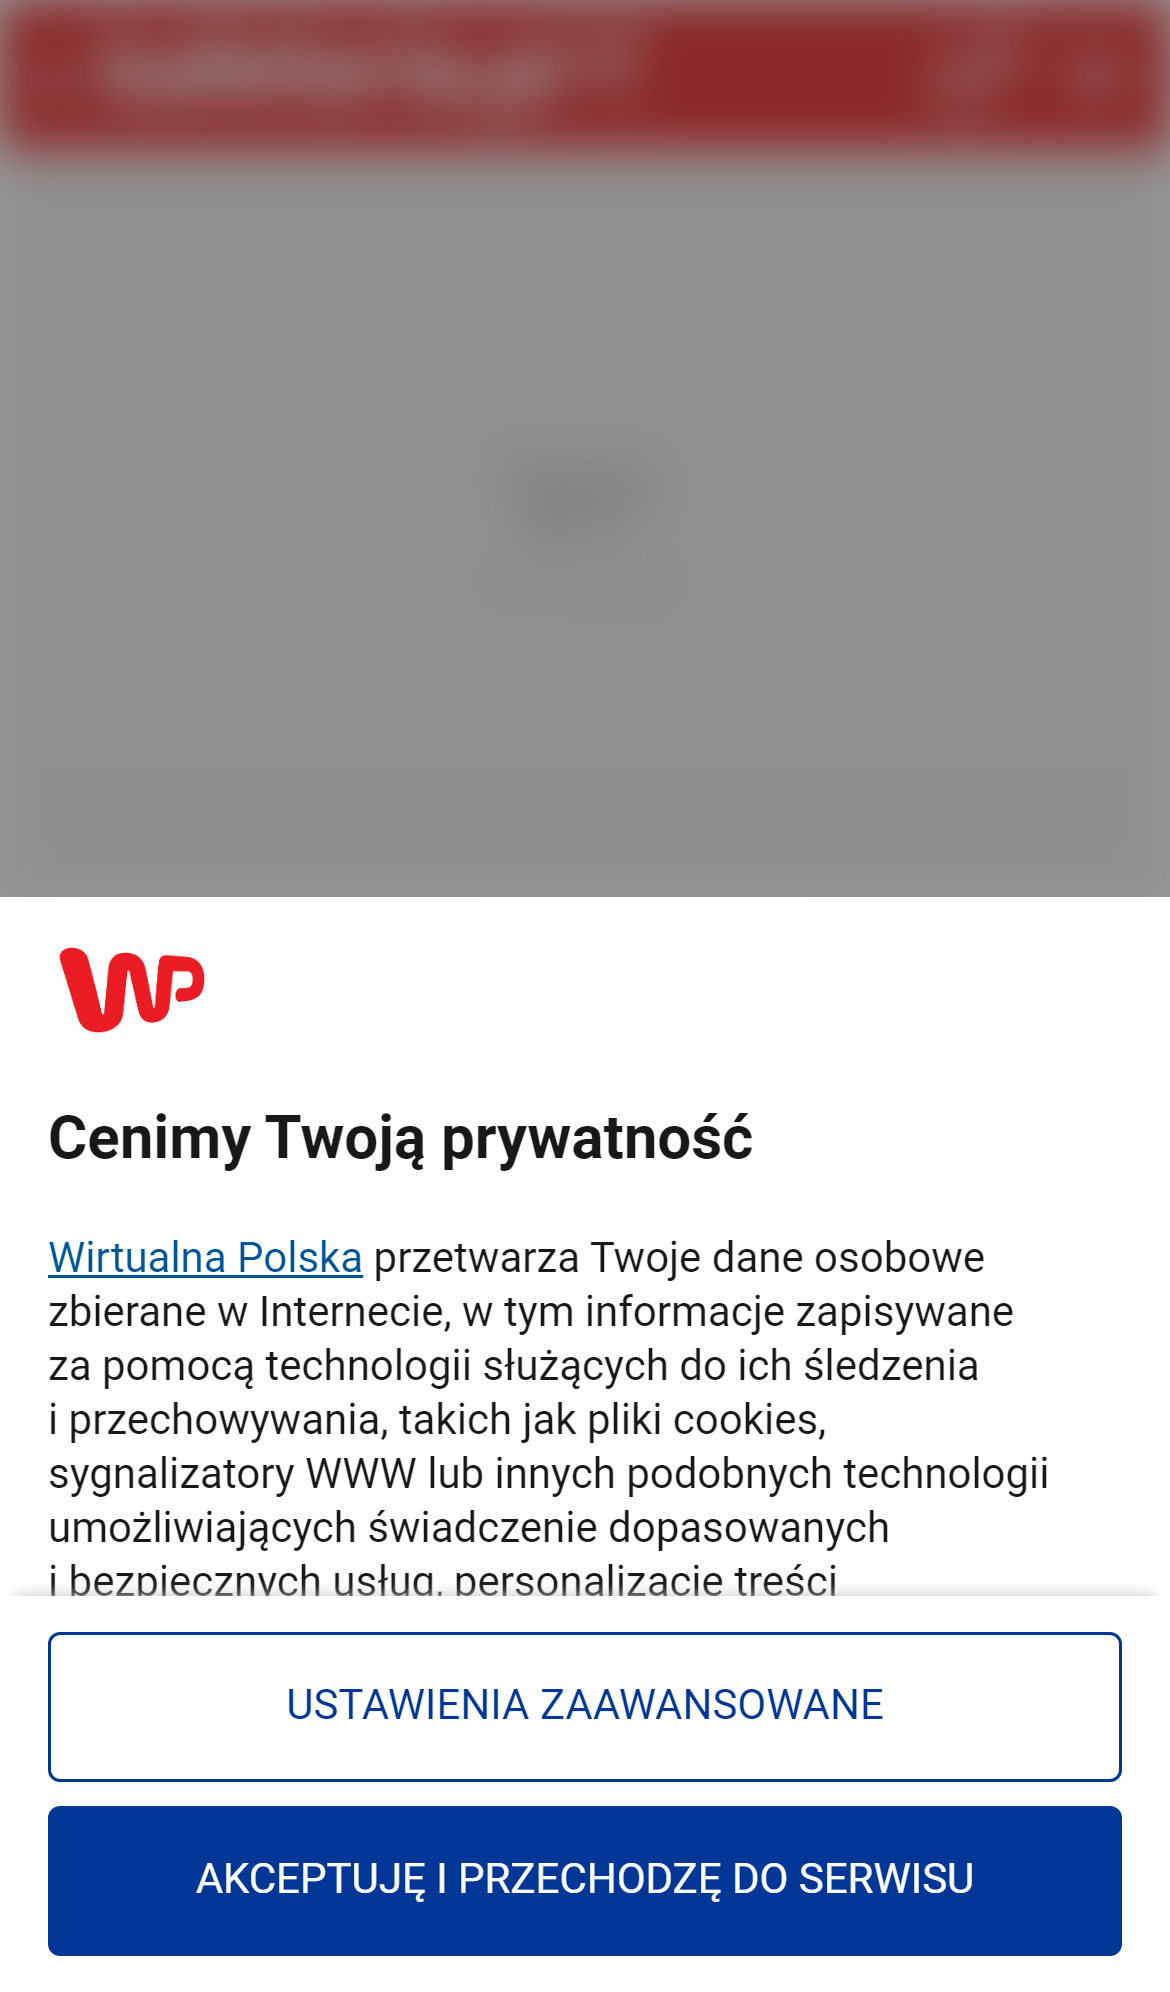 WP
Cenimy Twoją prywatność
Wirtualna Polska przetwarza Twoje dane osobowe
zbierane w Internecie, w tym informacje zapisywane
za pomocą technologii służących do ich śledzenia
i przechowywania, takich jak pliki cookies,
sygnalizatory WWW lub innych podobnych technologii
umożliwiających świadczenie dopasowanych
i bezpiecznych usług, personalizację treści
USTAWIENIA ZAAWANSOWANE
AKCEPTUJĘ I PRZECHODZĘ DO SERWISU